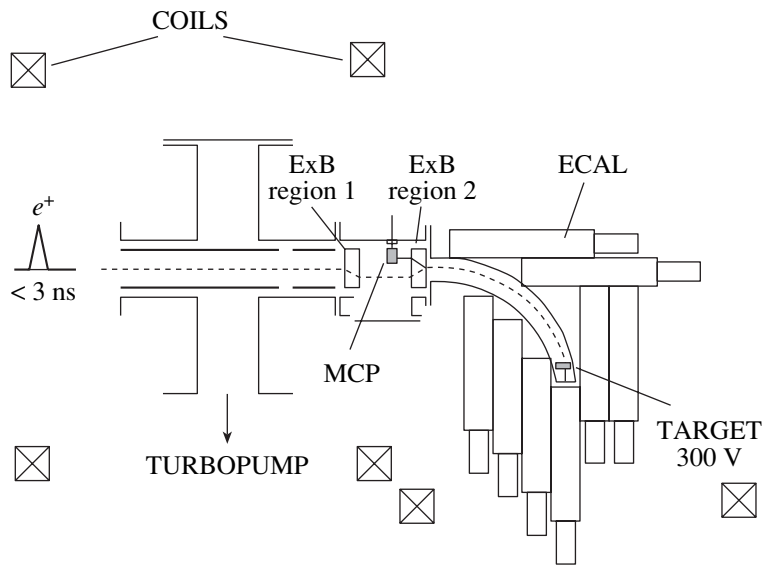 COILS
ExB
region 1
ExB
region 2
ECAL
e+
< 3 ns
MCP
TARGET
300 V
TURBOPUMP